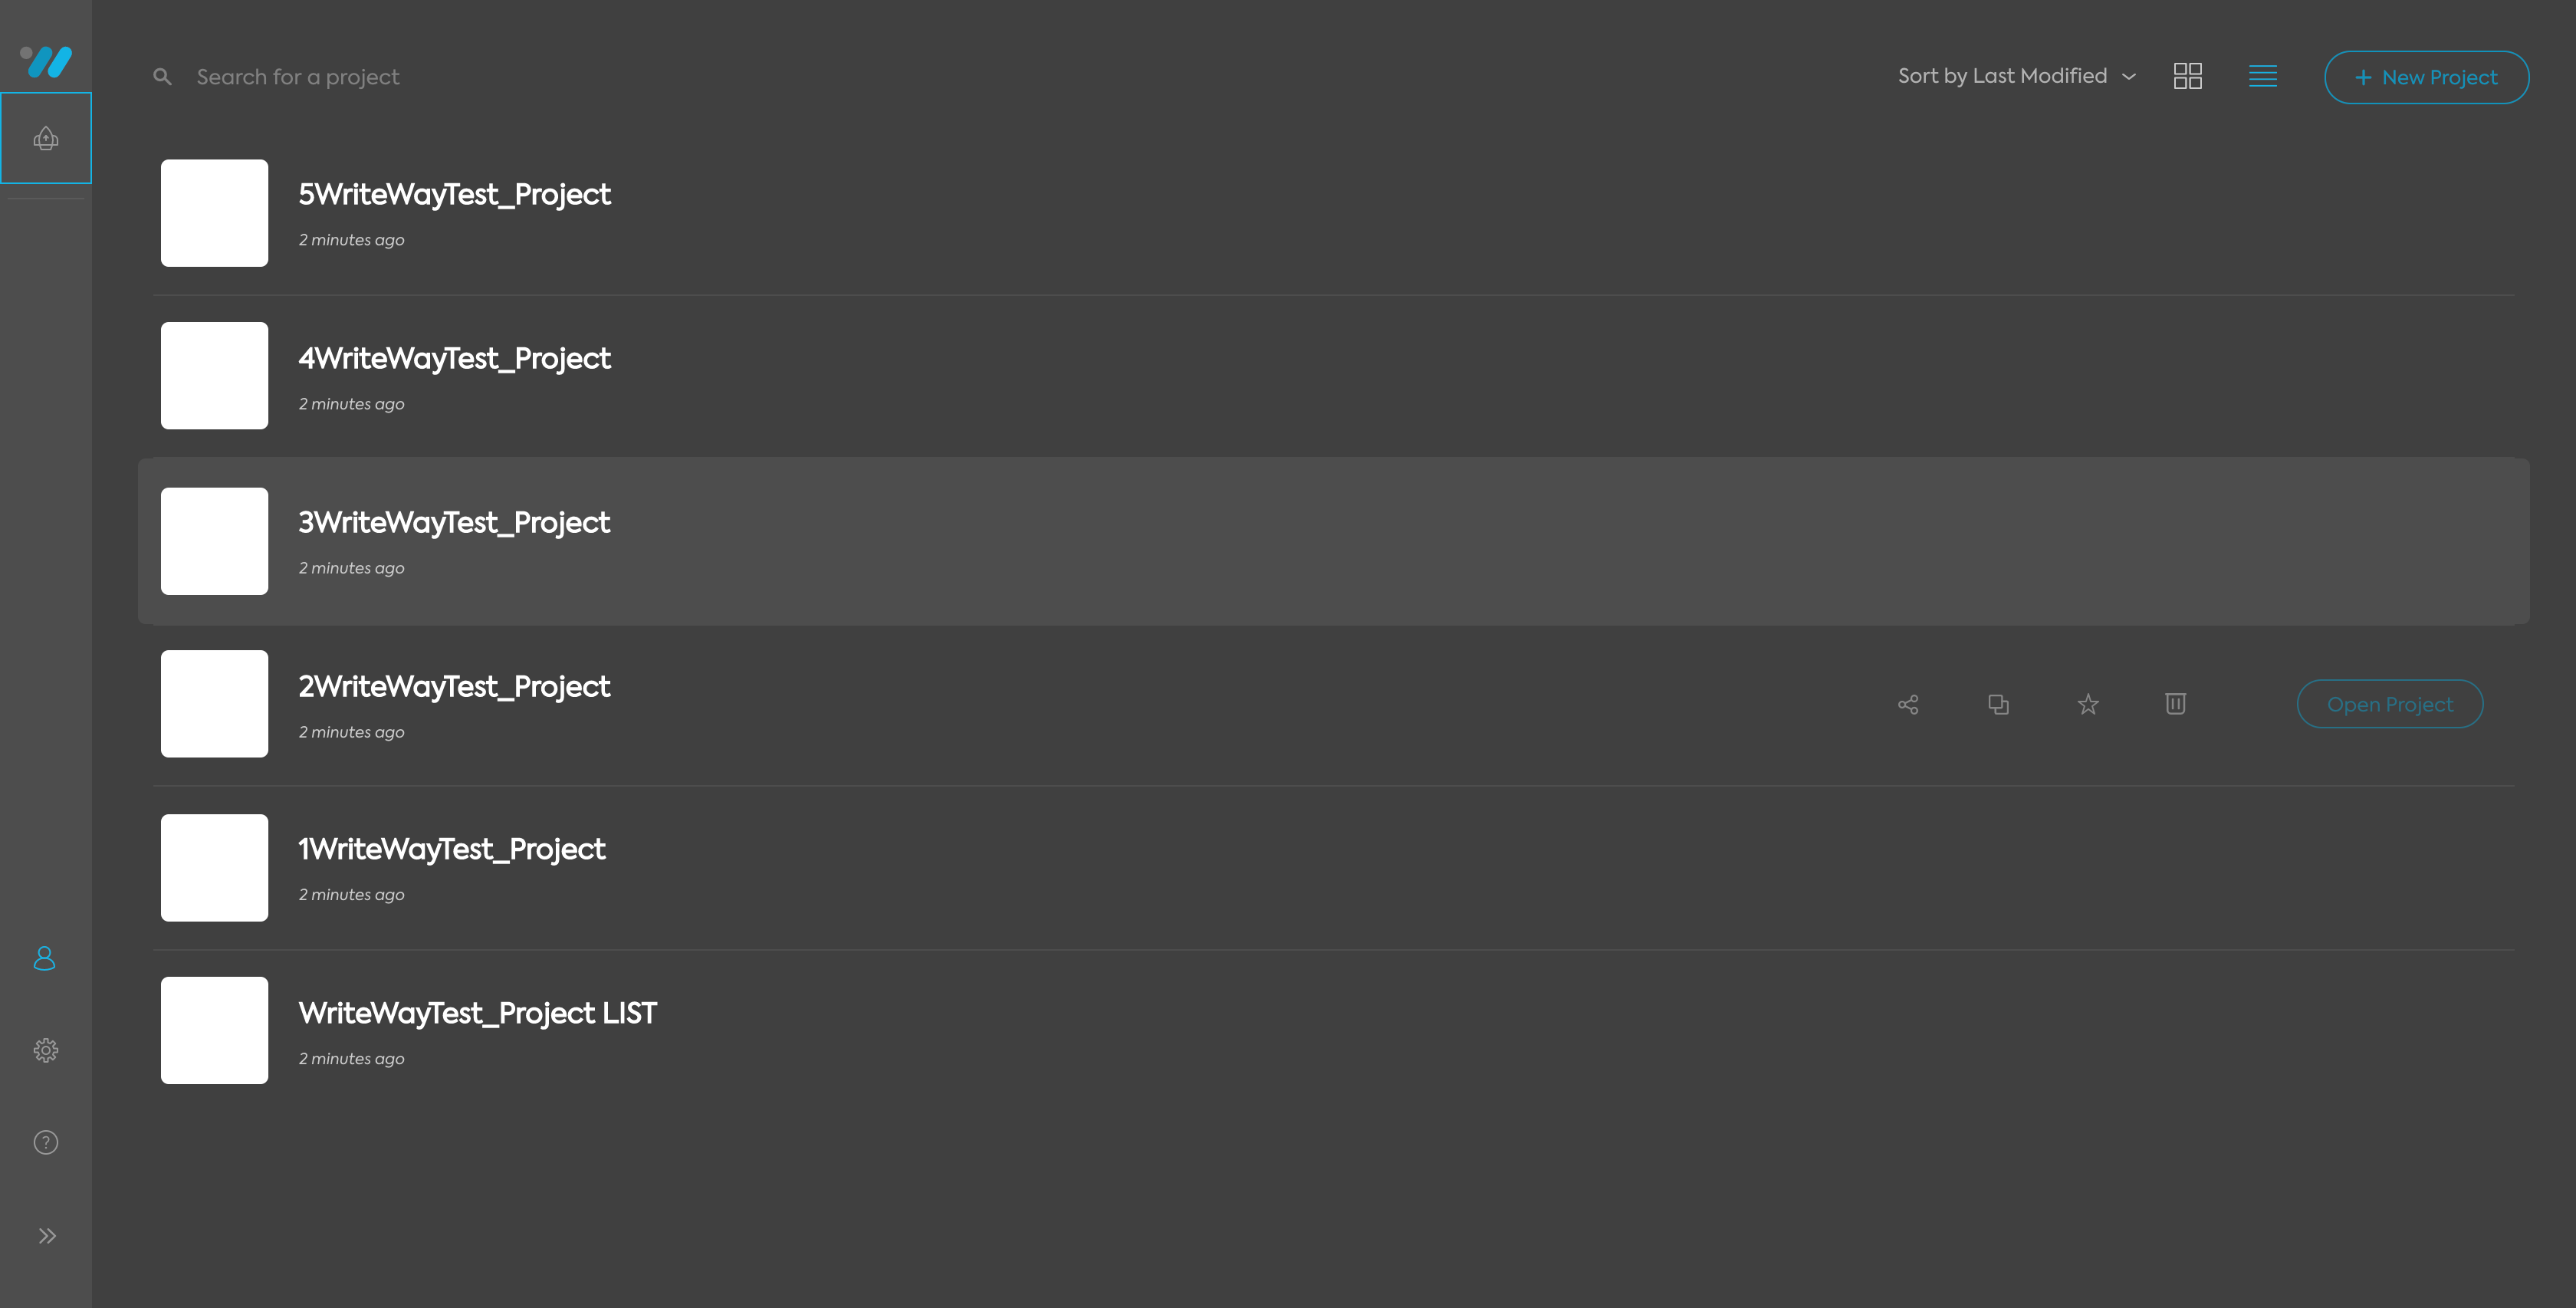 Search for a project
Sort by Last Modified
+ New Project
5WriteWayTest_Project
2 minutes ago
4WriteWayTest_Project
2 minutes ago
3WriteWayTest_Project
2 minutes ago
2WriteWayTest_Project
2 minutes ago
Open Project
1WriteWayTest_Project
2 minutes ago
WriteWayTest_Project LIST
2 minutes ago